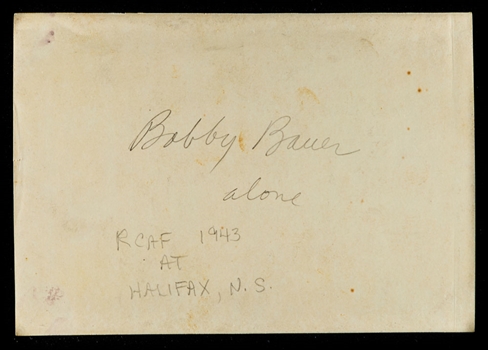 Bobby Bauer
alone
RCAF 1943
AT
HALIFAX, N.S.